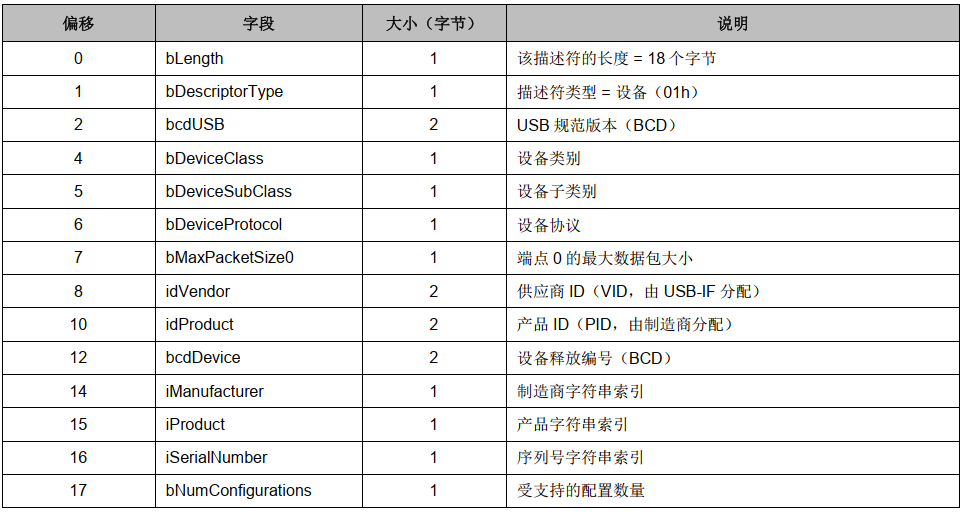 偏移 字段 大小（字节） 说明
0 bLength 1 该描述符的长度 = 18 个字节
1 bDescriptorType 1 描述符类型 = 设备（01h）
2 bcdUSB 2 USB 规范版本（BCD）
4 bDeviceClass 1 设备类别
5 bDeviceSubClass 1 设备子类别
6 bDeviceProtocol 1 设备协议
7 bMaxPacketSize0 1 端点 0 的最大数据包大小
8 idVendor 2 供应商 ID（VID，由 USB-IF 分配）
10 idProduct 2 产品 ID（PID，由制造商分配）
12 bcdDevice 2 设备释放编号（BCD）
14 iManufacturer 1 制造商字符串索引
15 iProduct 1 产品字符串索引
16 iSerialNumber 1 序列号字符串索引
17 bNumConfigurations 1 受支持的配置数量